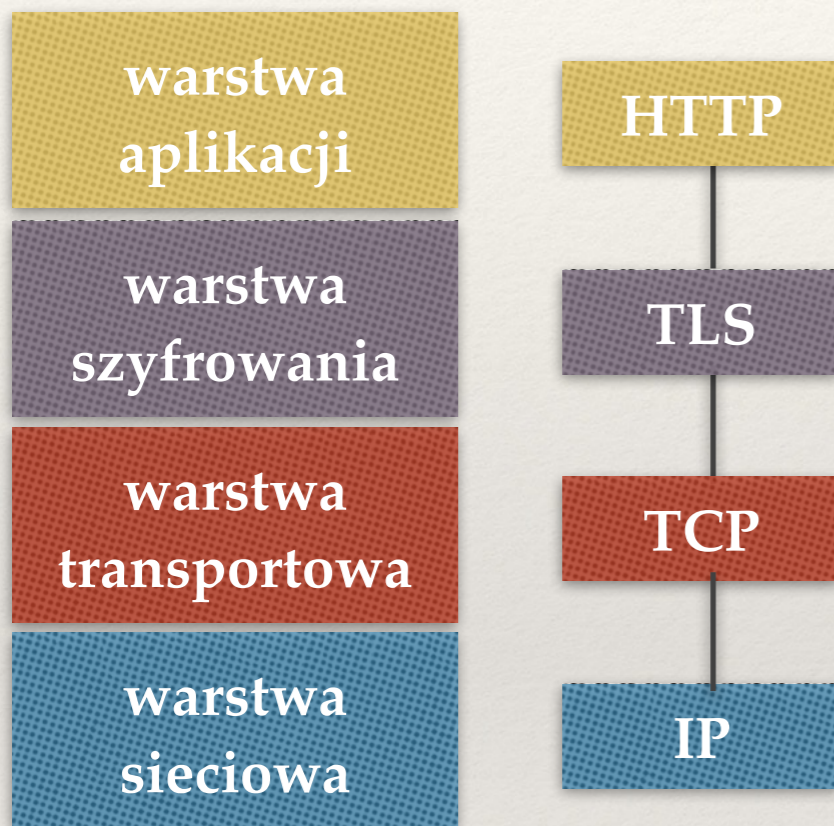 warstwa
aplikacji
HTTP
warstwa
szyfrowania
TLS
warstwa
transportowa
TCP
warstwa
sieciowa
IP